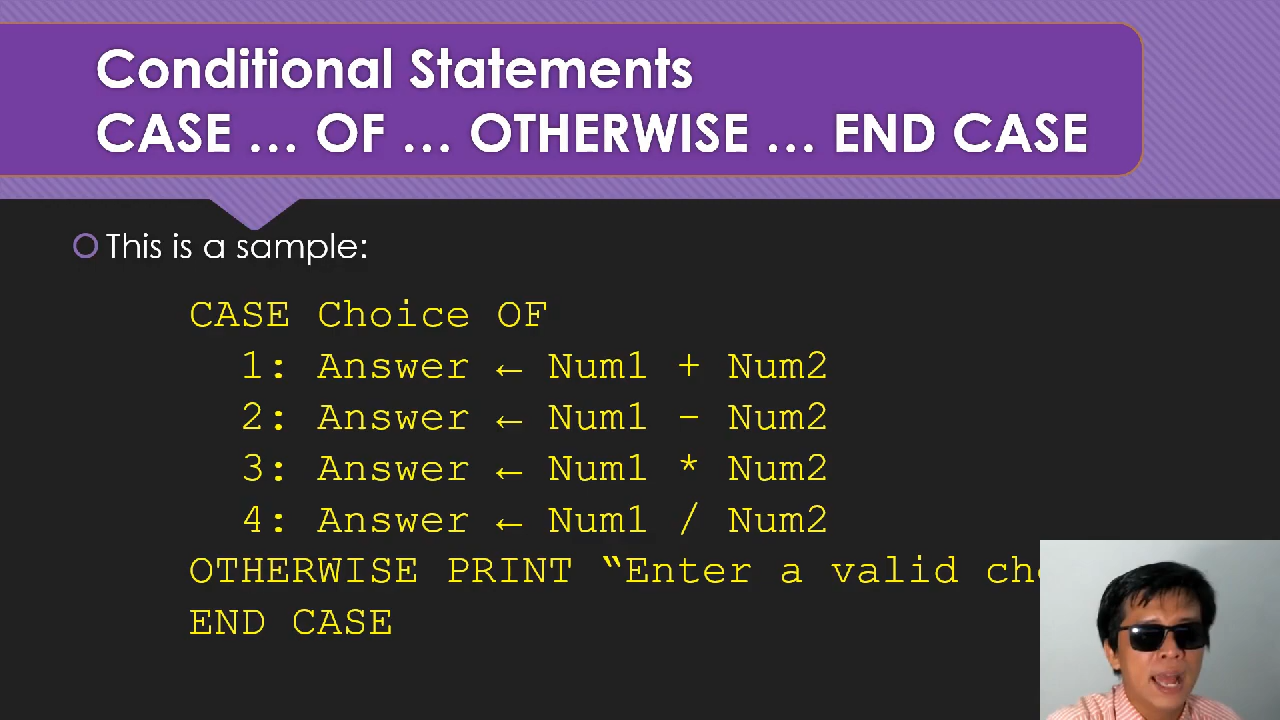 Conditional Statements
CASE … OF … OTHERWISE … END CASE
This is a sample:
CASE Choice OF
1: Answer ← Num1 + Num2
2: Answer ← Num1 - Num2
3: Answer ← Num1 * Num2
4: Answer ← Num1 / Num2
OTHERWISE PRINT “Enter a valid
END CASE